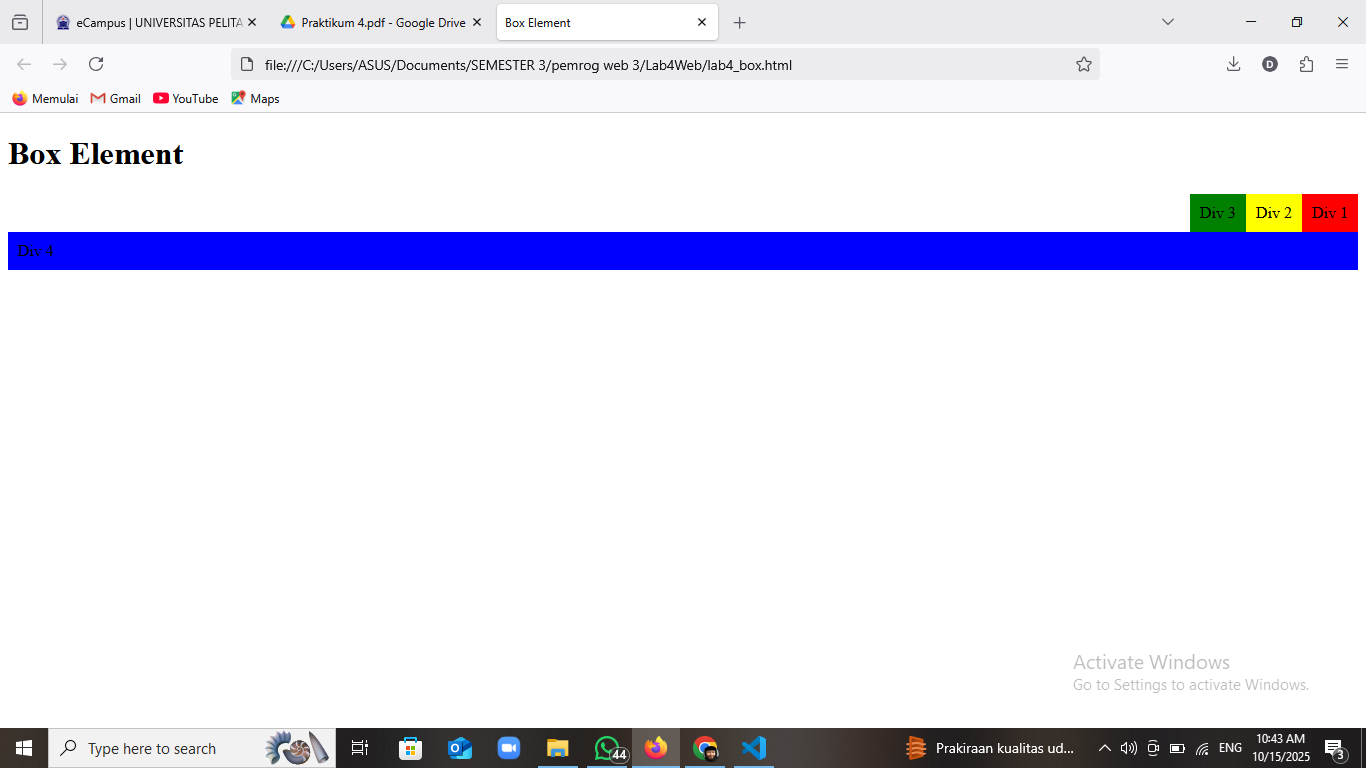 eCampus | UNIVERSITAS PELITA
Praktikum 4.pdf - Google Drive
Box Element
file:///C:/Users/ASUS/Documents/SEMESTER 3/pemrog web 3/Lab4Web/lab4_box.html
D
Memulai
Gmail
YouTube
Maps
Box Element
Div 3
Div 2
Div 1
Div 4
Activate Windows
Go to Settings to activate Windows.
Type here to search
44
Prakiraan kualitas ud...
ENG
10:43 AM
10/15/2025
3